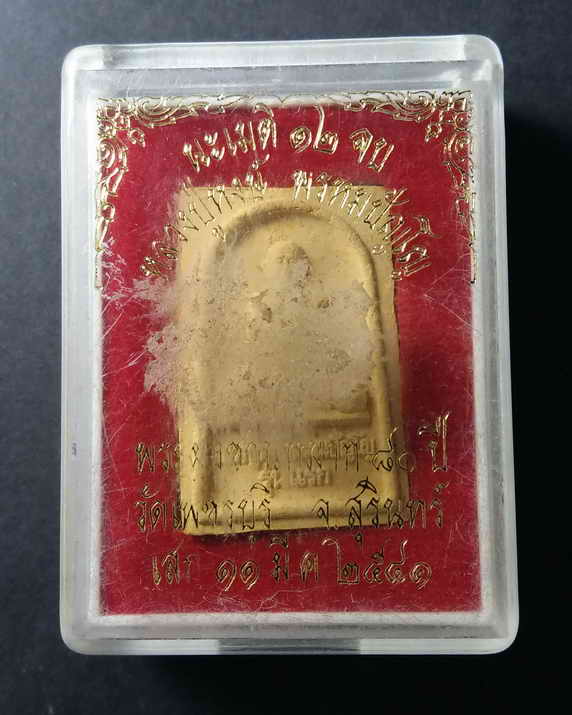 นะเมติ ๑๒ จบ
หลวงปู่หงษ์ พรหมปัญโญ
๘๐ ปี
วัดเพชรบุรี จ.สุรินทร์
เสก ๑๑ มี ค ๒๕๔๑